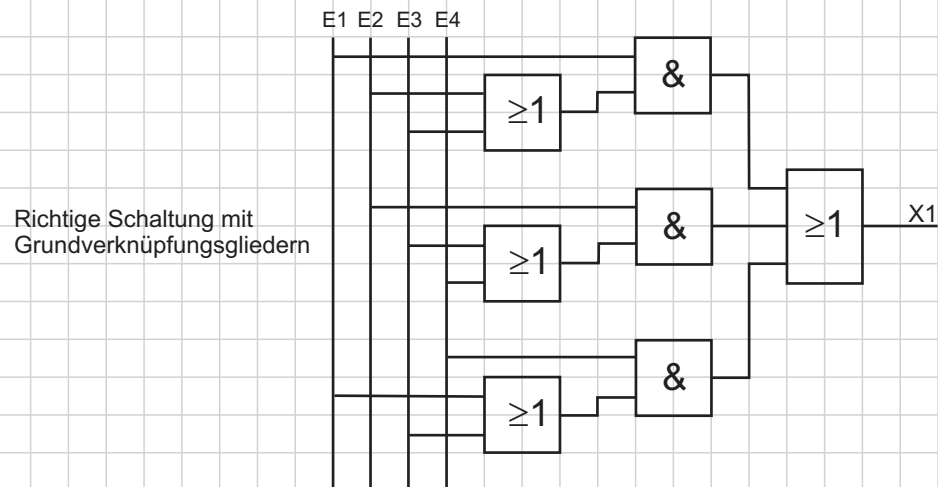 E1 E2 E3 E4
&
≥1
Richtige Schaltung mit
Grundverknüpfungsgliedern
&
≥1
≥1
X1
&
≥1